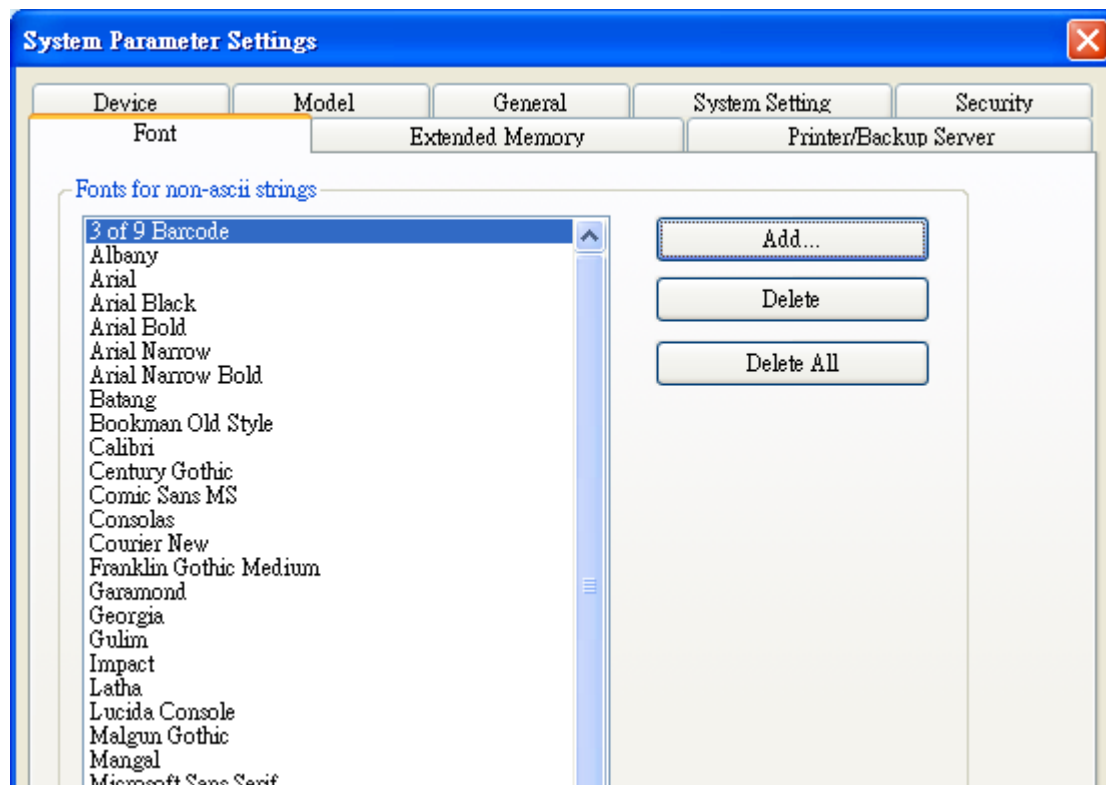 System Parameter Settings
Device Model General System Setting Security
Font Extended Memory Printer/Backup Server
Fonts for non-ascii strings
3 of 9 Barcode
Albany
Arial
Arial Black
Arial Bold
Arial Narrow
Arial Narrow Bold
Batang
Bookman Old Style
Calibri
Century Gothic
Comic Sans MS
Consolas
Courier New
Franklin Gothic Medium
Garamond
Georgia
Gulim
Impact
Latha
Lucida Console
Malgun Gothic
Mangal
Microsoft Sans Serif
Add...
Delete
Delete All